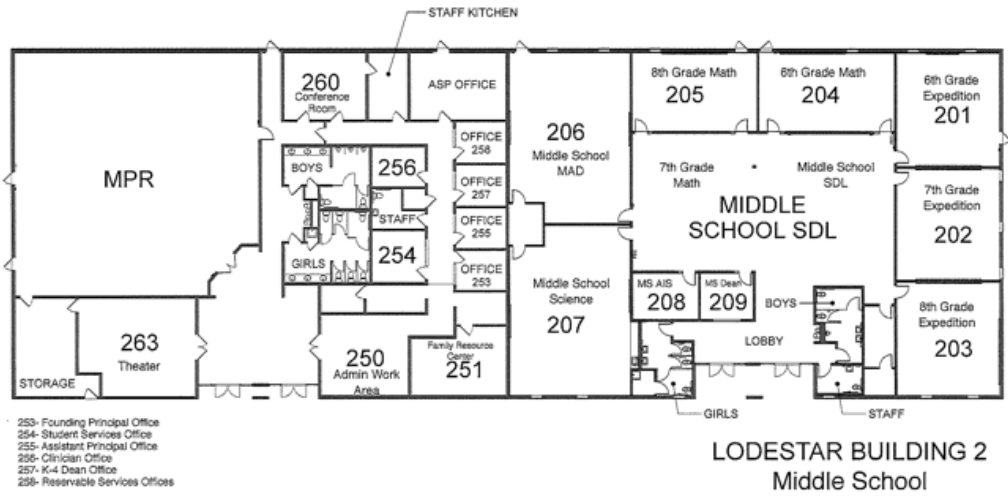 STAFF KITCHEN
260
Conference
Room
ASP OFFICE
8th Grade Math
205
6th Grade Math
204
6th Grade
Expedition
201
206
Middle School
MAD
OFFICE
258
BOYS
256
MPR
7th Grade
Math
Middle School
SDL
OFFICE
257
7th Grade
Expedition
202
STAFF
MIDDLE
SCHOOL SDL
OFFICE
255
254
GIRLS
OFFICE
253
Middle School
Science
207
MS AIS
208
MS Dean
209
BOYS
8th Grade
Expedition
203
263
Theater
STORAGE
250
Admin Work
Area
Family Resource
Center
251
LOBBY
GIRLS
STAFF
253- Founding Principal Office
254- Student Services Office
255- Assistant Principal Office
256- Clinician Office
257- K-4 Dean Office
258- Reservable Services Offices
LODESTAR BUILDING 2
Middle School